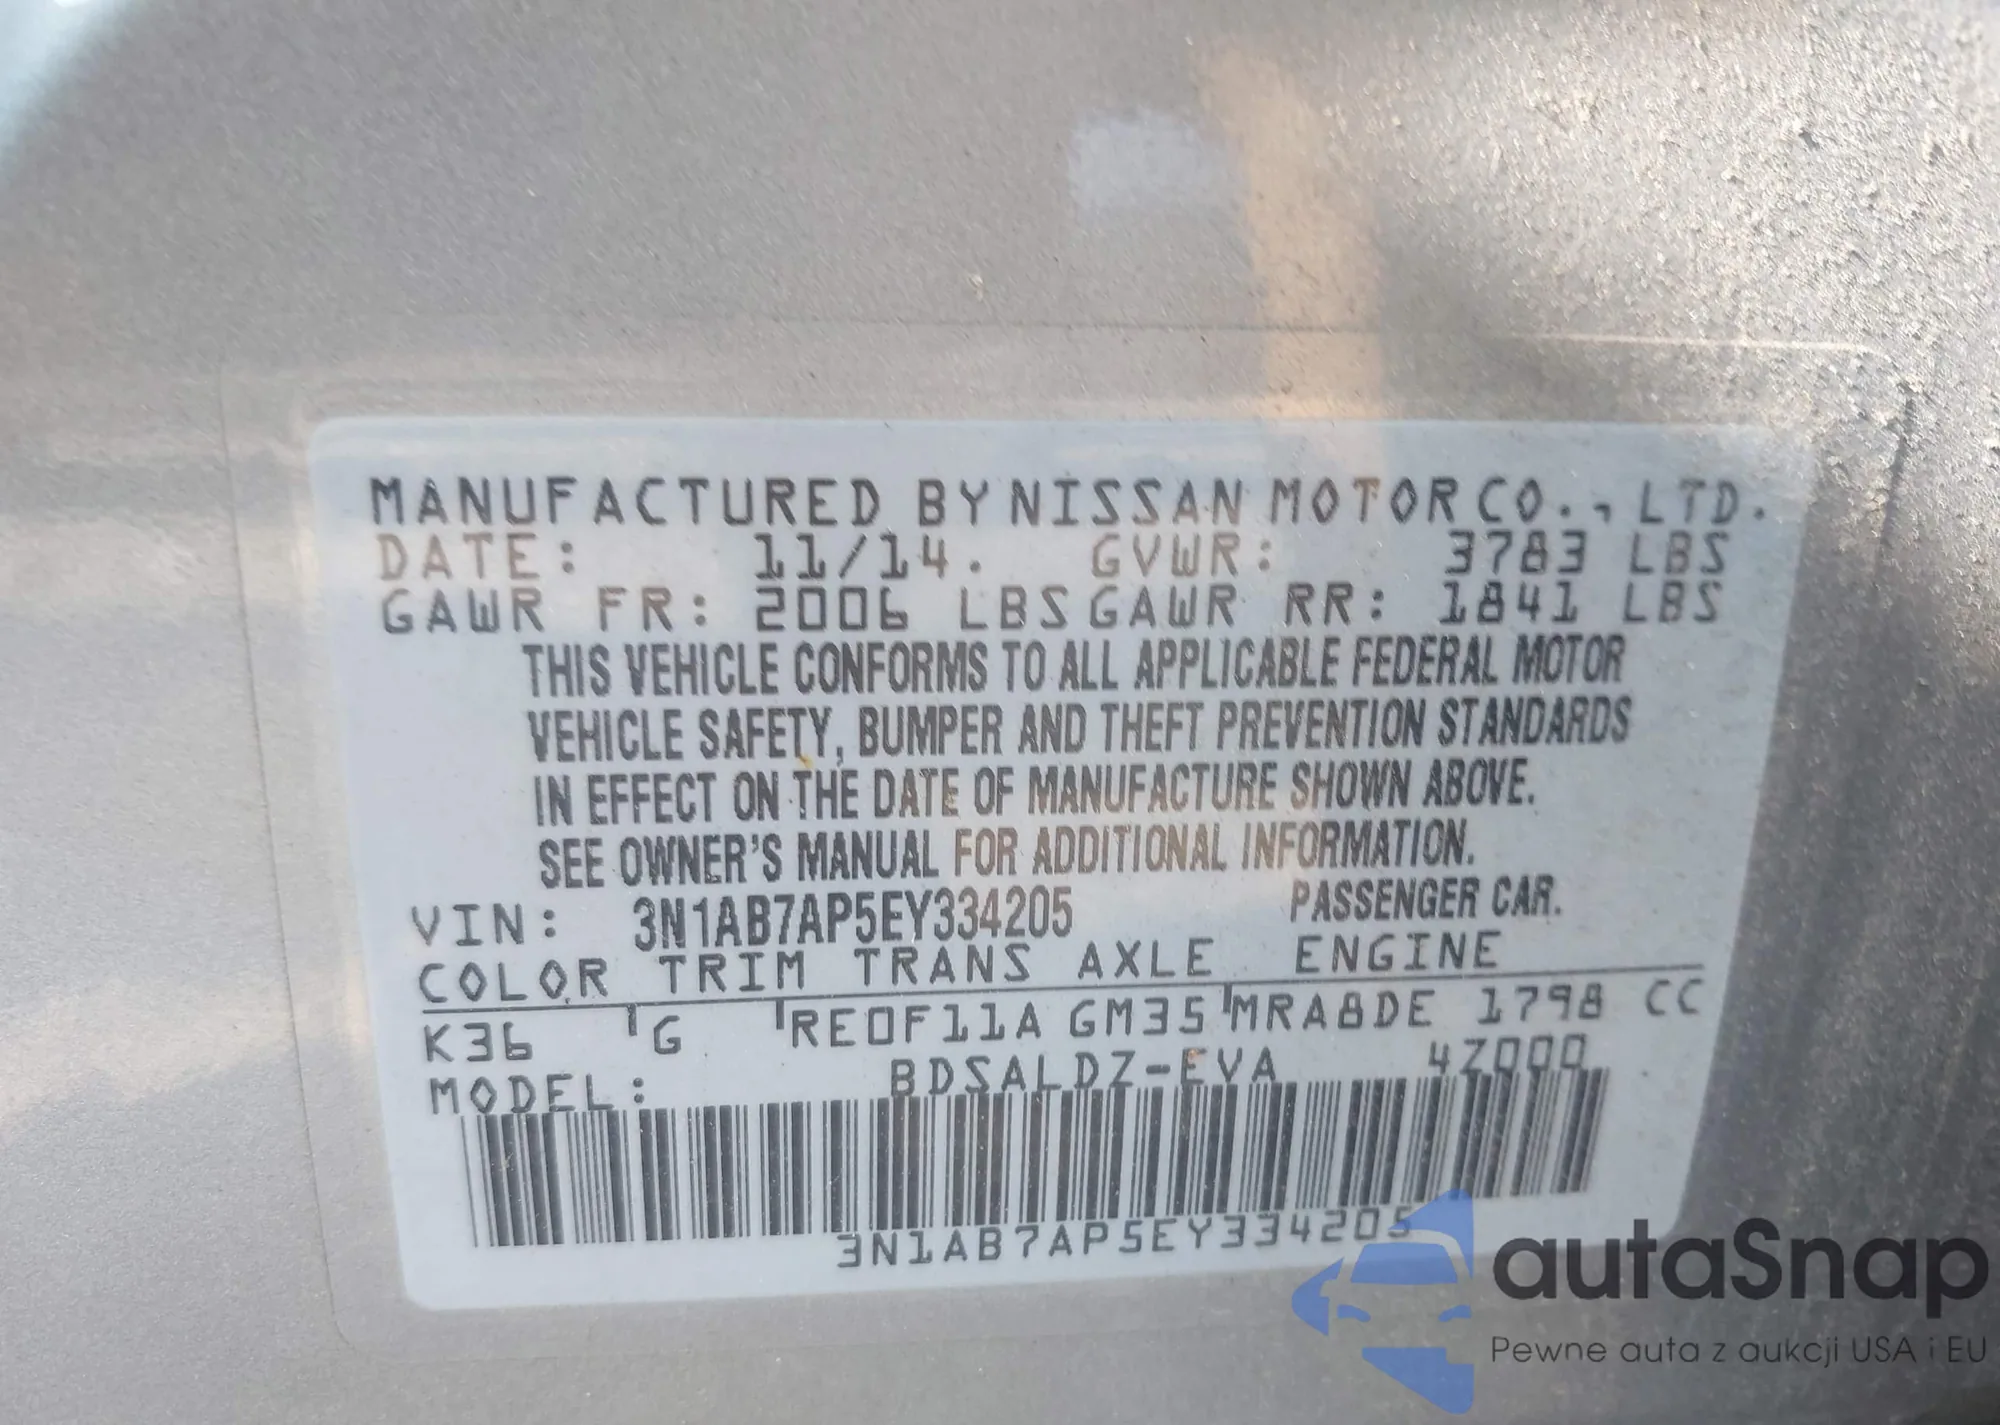 MANUFACTURED BY NISSAN MOTOR CO., LTD.
DATE: 11/14. GVWR: 3783 LBS
GAWR FR: 2006 LBS GAWR RR: 1841 LBS
THIS VEHICLE CONFORMS TO ALL APPLICABLE FEDERAL MOTOR
VEHICLE SAFETY, BUMPER AND THEFT PREVENTION STANDARDS
IN EFFECT ON THE DATE OF MANUFACTURE SHOWN ABOVE.
SEE OWNER'S MANUAL FOR ADDITIONAL INFORMATION.
VIN: 3N1AB7AP5EY334205 PASSENGER CAR.
COLOR TRIM TRANS AXLE ENGINE
K36 G RE0F11A GM35 MRA8DE 1798 CC
MODEL: BDSALDZ-EVA 4Z000
3N1AB7AP5EY334205
autaSnap
Pewne auta z aukcji USA i EU